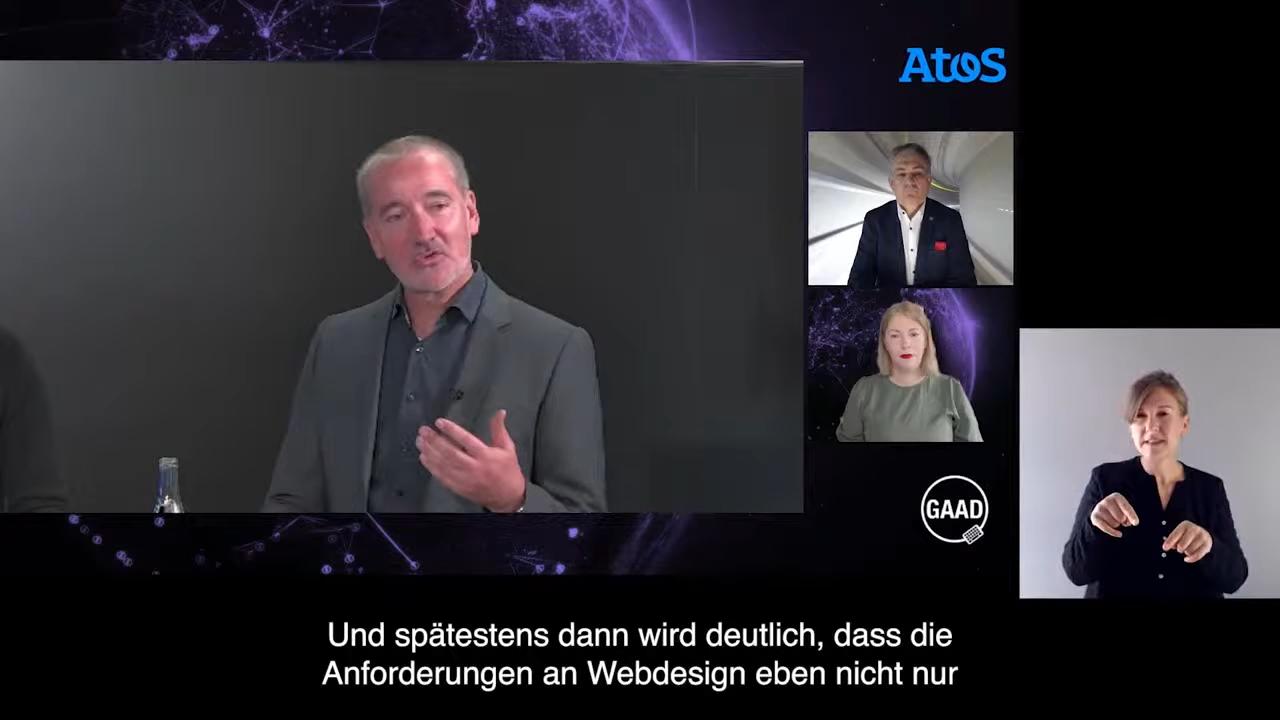 Atos
GAAD
Und spätestens dann wird deutlich, dass die
Anforderungen an Webdesign eben nicht nur